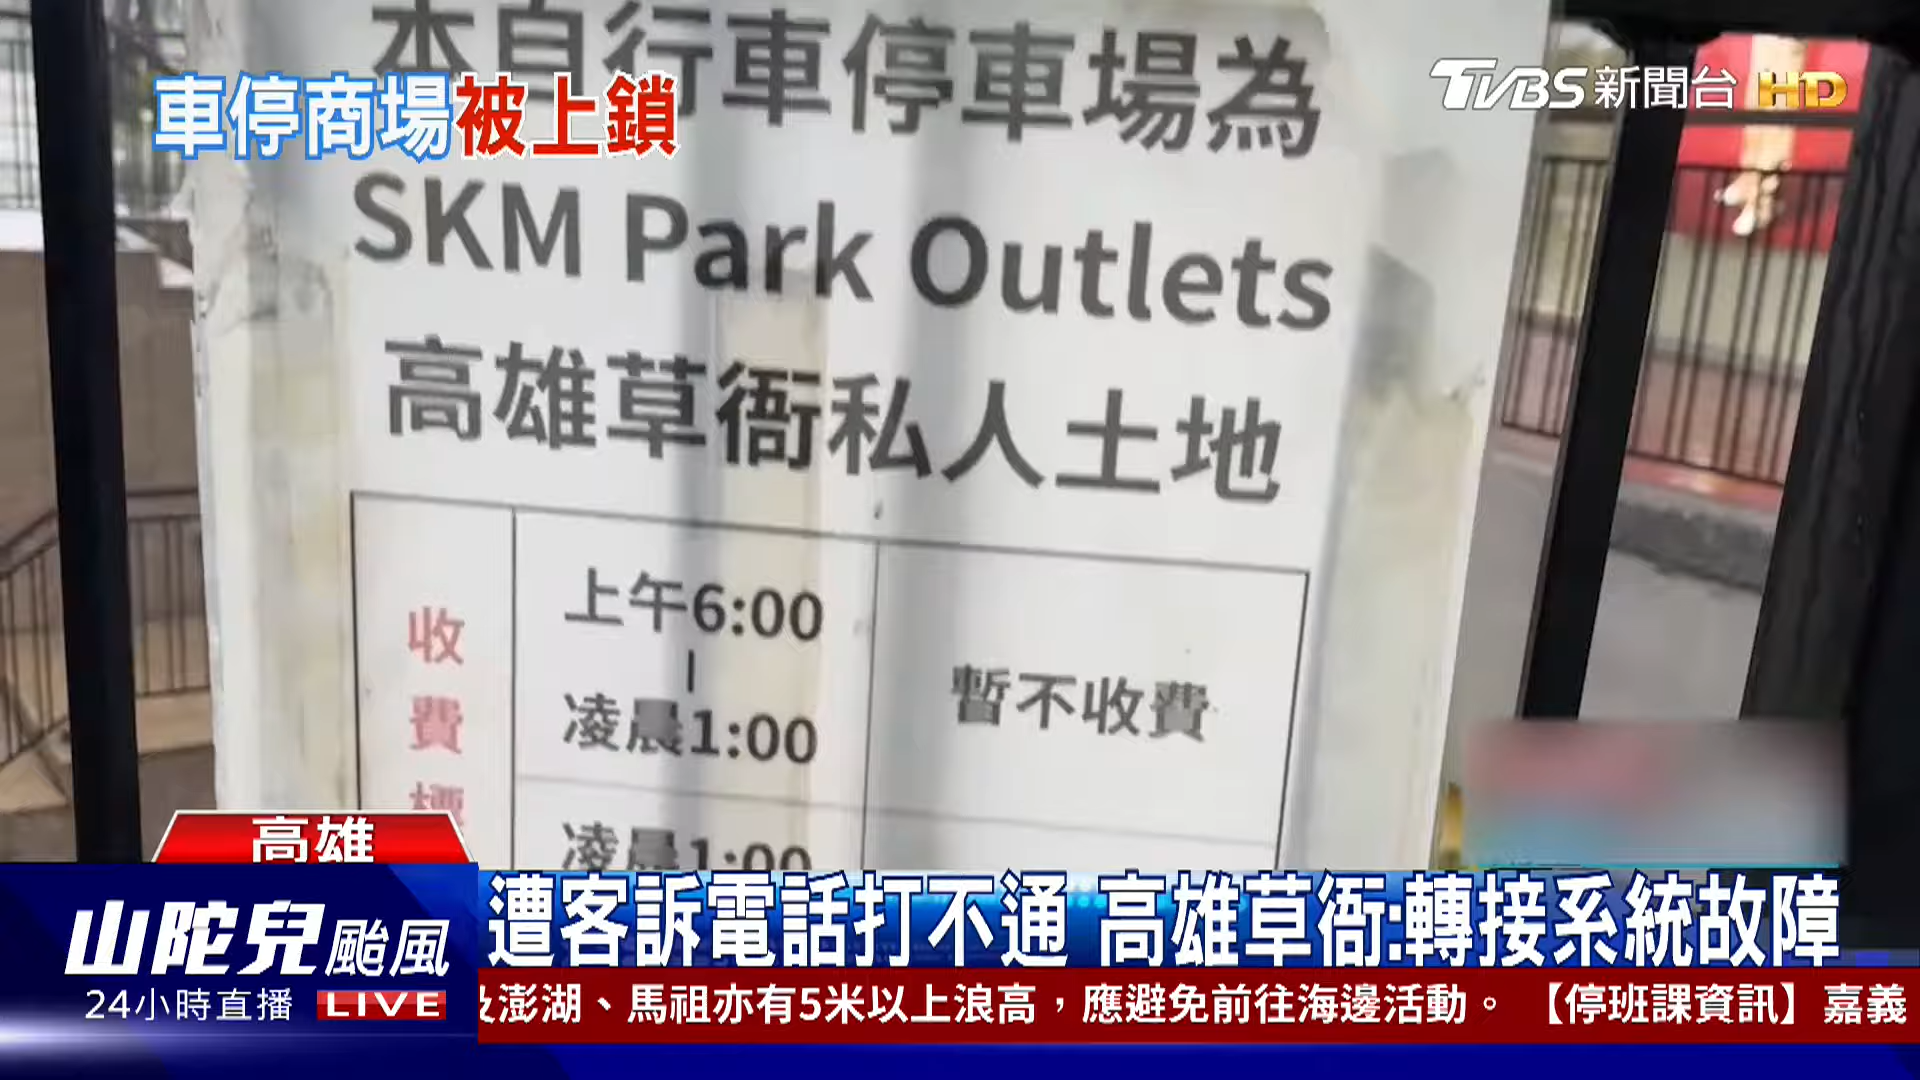 本自行車停車場為
車停商場被上鎖
TVBS新聞台 HD
SKM Park Outlets
高雄草衙私人土地
收費標
上午6:00
|
凌晨1:00
暫不收費
凌晨1:00
高雄
遭客訴電話打不通 高雄草衙:轉接系統故障
山陀兒颱風
24小時直播 LIVE
及澎湖、馬祖亦有5米以上浪高，應避免前往海邊活動。【停班課資訊】嘉義